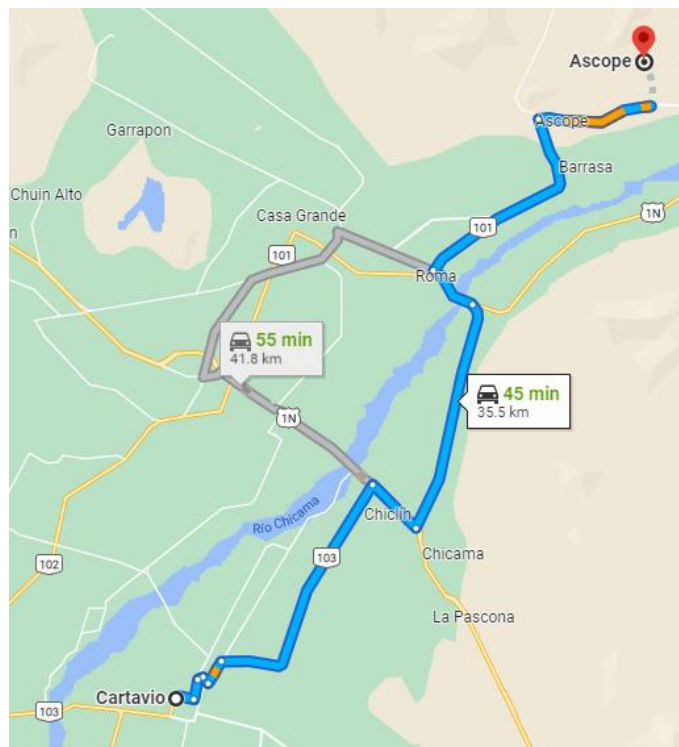 Ascope
Garrapon
Ascope
Barrasa
Chuin Alto
Casa Grande
1N
n
101
101
Roma
55 min
41.8 km
45 min
35.5 km
1N
Chiclín
Río Chicama
103
Chicama
102
La Pascona
Cartavio
103